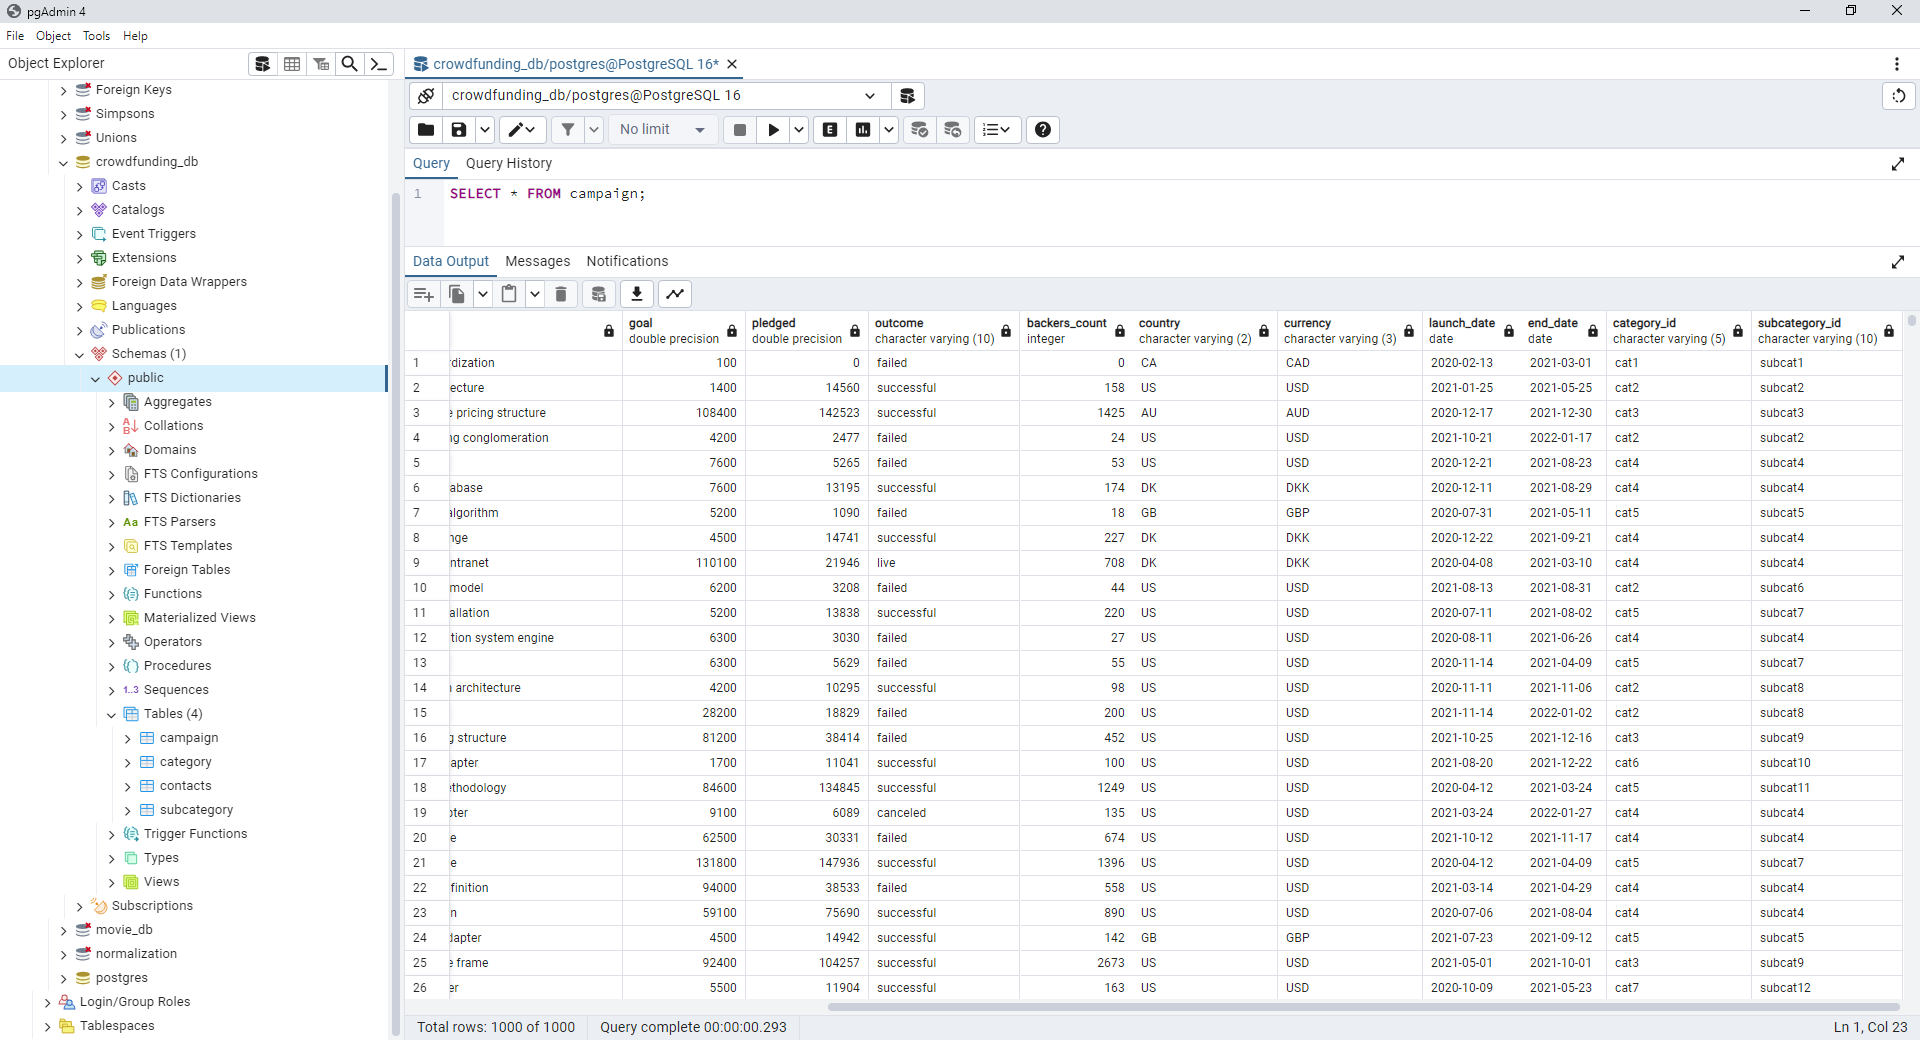 pgAdmin 4
File Object Tools Help
Object Explorer
Foreign Keys
Simpsons
Unions
crowdfunding_db
Casts
Catalogs
Event Triggers
Extensions
Foreign Data Wrappers
Languages
Publications
Schemas (1)
public
Aggregates
Collations
Domains
FTS Configurations
FTS Dictionaries
Aa FTS Parsers
FTS Templates
Foreign Tables
Functions
Materialized Views
Operators
Procedures
1..3 Sequences
Tables (4)
campaign
category
contacts
subcategory
Trigger Functions
Types
Views
Subscriptions
movie_db
normalization
postgres
Login/Group Roles
Tablespaces
crowdfunding_db/postgres@PostgreSQL 16*
crowdfunding_db/postgres@PostgreSQL 16
No limit
E
Query Query History
1 SELECT * FROM campaign;
Data Output Messages Notifications
goal pledged outcome backers_count country currency launch_date end_date category_id subcategory_id
double precision double precision character varying (10) integer character varying (2) character varying (3) date date character varying (5) character varying (10)
1 rdization 100 0 failed 0 CA CAD 2020-02-13 2021-03-01 cat1 subcat1
2 ecture 1400 14560 successful 158 US USD 2021-01-25 2021-05-25 cat2 subcat2
3 e pricing structure 108400 142523 successful 1425 AU AUD 2020-12-17 2021-12-30 cat3 subcat3
4 ng conglomeration 4200 2477 failed 24 US USD 2021-10-21 2022-01-17 cat2 subcat2
5 7600 5265 failed 53 US USD 2020-12-21 2021-08-23 cat4 subcat4
6 abase 7600 13195 successful 174 DK DKK 2020-12-11 2021-08-29 cat4 subcat4
7 algorithm 5200 1090 failed 18 GB GBP 2020-07-31 2021-05-11 cat5 subcat5
8 nge 4500 14741 successful 227 DK DKK 2020-12-22 2021-09-21 cat4 subcat4
9 intranet 110100 21946 live 708 DK DKK 2020-04-08 2021-03-10 cat4 subcat4
10 model 6200 3208 failed 44 US USD 2021-08-13 2021-08-31 cat2 subcat6
11 allation 5200 13838 successful 220 US USD 2020-07-11 2021-08-02 cat5 subcat7
12 tion system engine 6300 3030 failed 27 US USD 2020-08-11 2021-06-26 cat4 subcat4
13 6300 5629 failed 55 US USD 2020-11-14 2021-04-09 cat5 subcat7
14 architecture 4200 10295 successful 98 US USD 2020-11-11 2021-11-06 cat2 subcat8
15 28200 18829 failed 200 US USD 2021-11-14 2022-01-02 cat2 subcat8
16 g structure 81200 38414 failed 452 US USD 2021-10-25 2021-12-16 cat3 subcat9
17 apter 1700 11041 successful 100 US USD 2021-08-20 2021-12-22 cat6 subcat10
18 ethodology 84600 134845 successful 1249 US USD 2020-04-12 2021-03-24 cat5 subcat11
19 pter 9100 6089 canceled 135 US USD 2021-03-24 2022-01-27 cat4 subcat4
20 e 62500 30331 failed 674 US USD 2021-10-12 2021-11-17 cat4 subcat4
21 e 131800 147936 successful 1396 US USD 2020-04-12 2021-04-09 cat5 subcat7
22 finition 94000 38533 failed 558 US USD 2021-03-14 2021-04-29 cat4 subcat4
23 n 59100 75690 successful 890 US USD 2020-07-06 2021-08-04 cat4 subcat4
24 dapter 4500 14942 successful 142 GB GBP 2021-07-23 2021-09-12 cat5 subcat5
25 e frame 92400 104257 successful 2673 US USD 2021-05-01 2021-10-01 cat3 subcat9
26 er 5500 11904 successful 163 US USD 2020-10-09 2021-05-23 cat7 subcat12
Total rows: 1000 of 1000 Query complete 00:00:00.293 Ln 1, Col 23